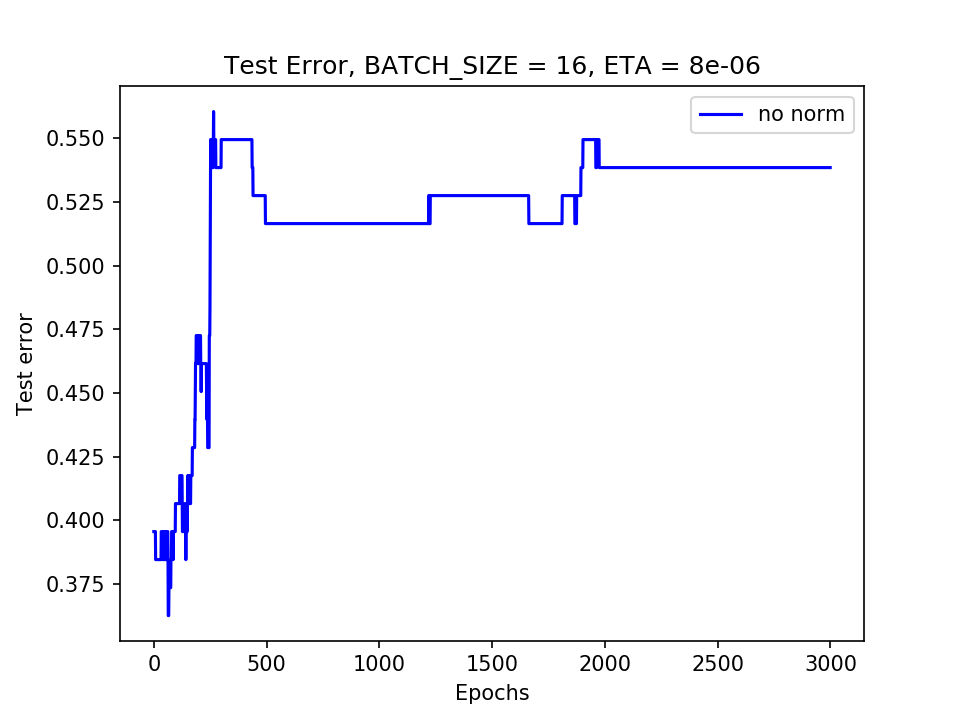 Test Error, BATCH_SIZE = 16, ETA = 8e-06
no norm
0.550
0.525
0.500
0.475
0.450
0.425
0.400
0.375
Test error
0 500 1000 1500 2000 2500 3000
Epochs